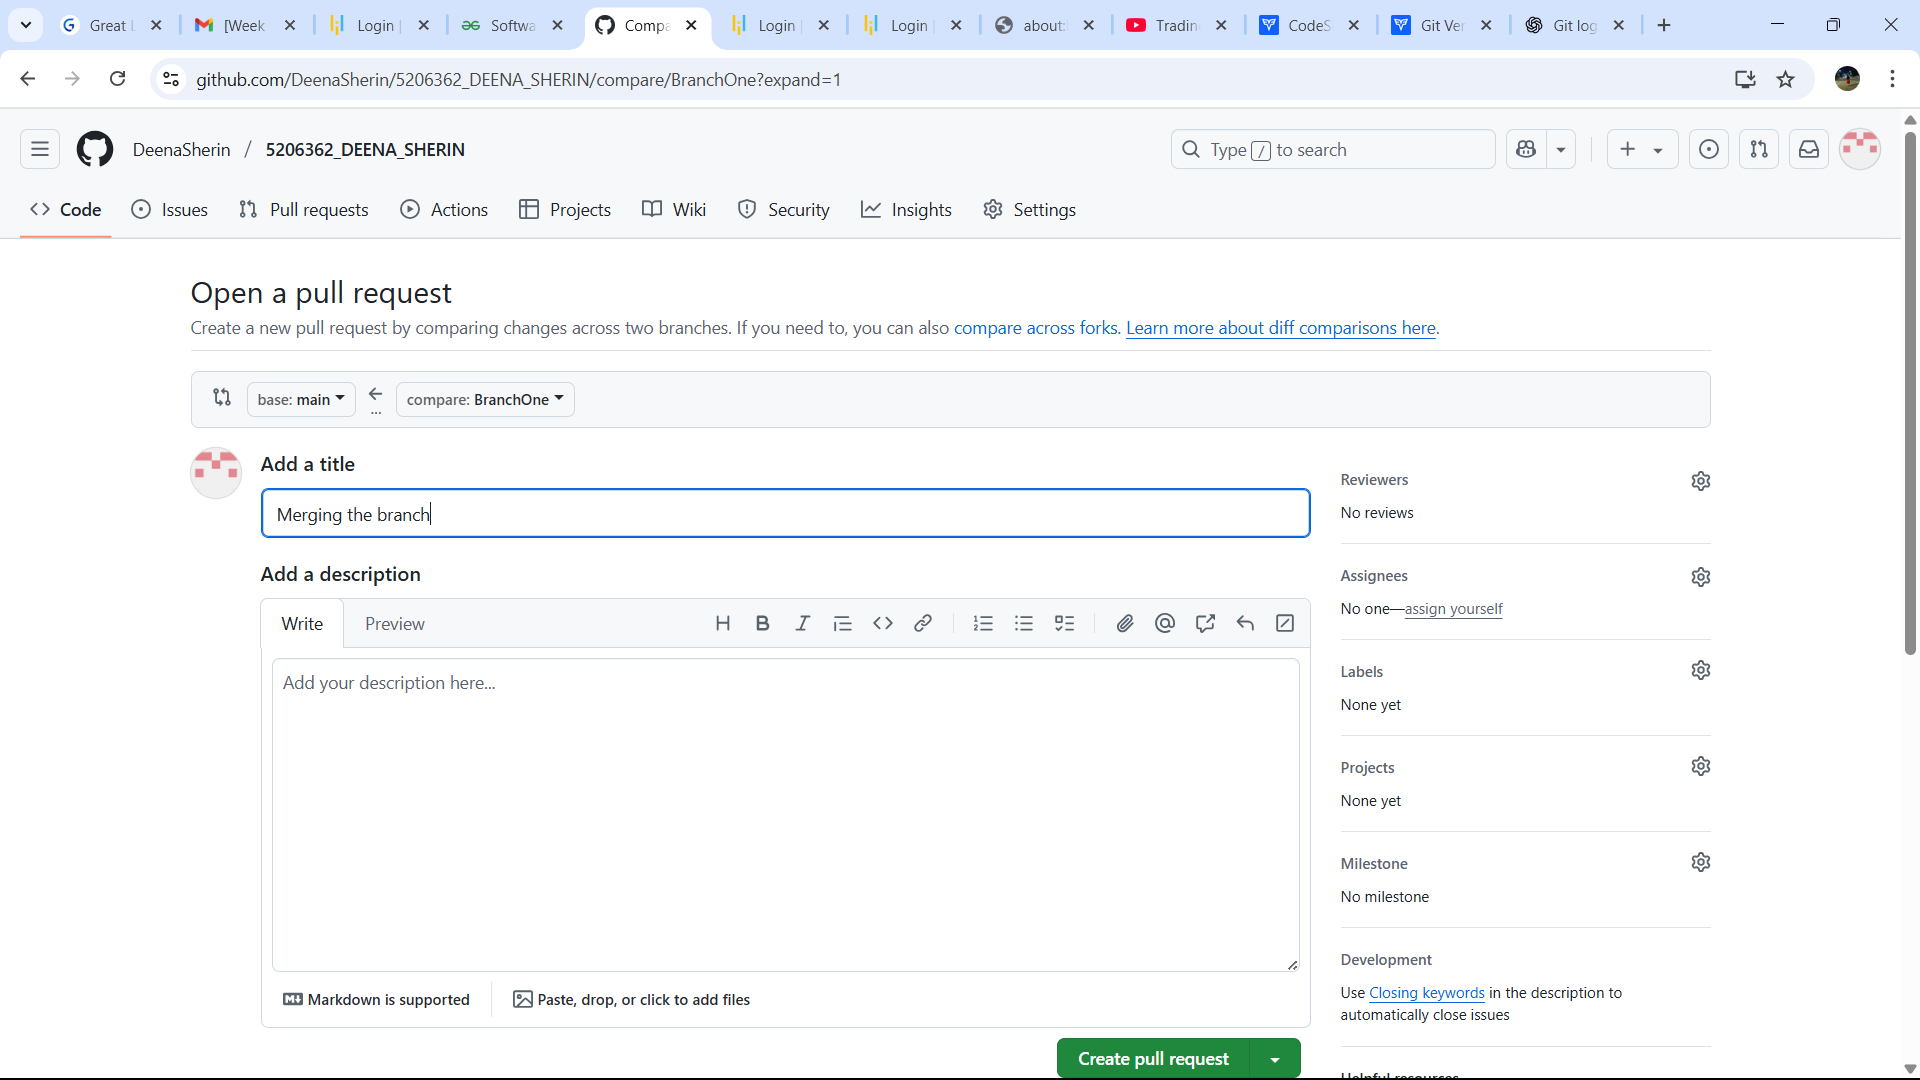 Great L
[Week
Login |
Softwa
Compa
Login |
Login |
about:
Tradin
CodeS
Git Ver
Git log
github.com/DeenaSherin/5206362_DEENA_SHERIN/compare/BranchOne?expand=1
DeenaSherin / 5206362_DEENA_SHERIN
Type / to search
Code
Issues
Pull requests
Actions
Projects
Wiki
Security
Insights
Settings
Open a pull request
Create a new pull request by comparing changes across two branches. If you need to, you can also compare across forks. Learn more about diff comparisons here.
base: main
compare: BranchOne
Add a title
Merging the branch
Add a description
Write
Preview
Add your description here...
Markdown is supported
Paste, drop, or click to add files
Create pull request
Reviewers
No reviews
Assignees
No one—assign yourself
Labels
None yet
Projects
None yet
Milestone
No milestone
Development
Use Closing keywords in the description to
automatically close issues
Helpful resources